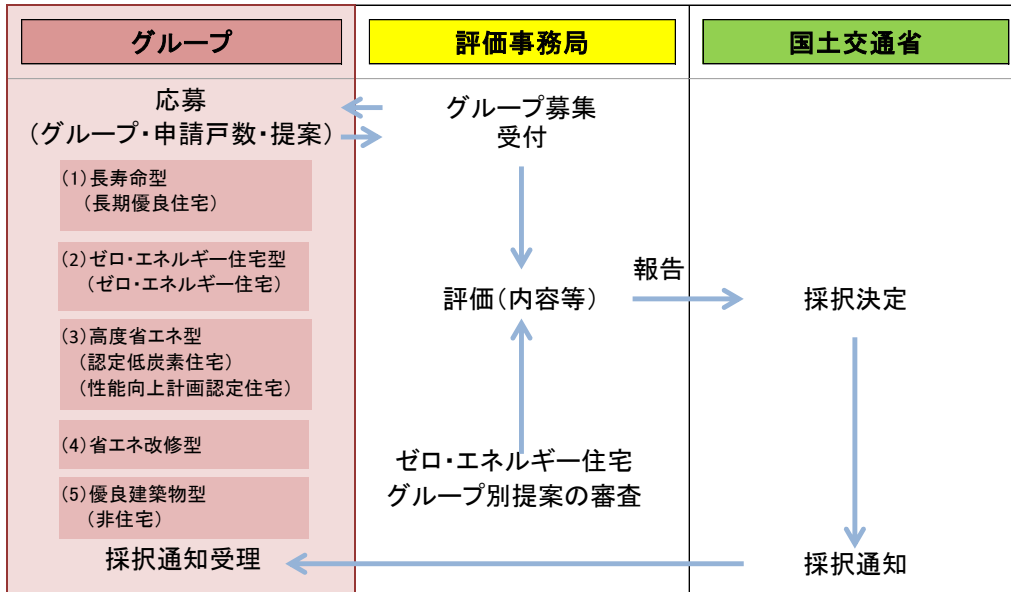 グループ
評価事務局
国土交通省
応募
(グループ・申請戸数・提案)
(1)長寿命型
(長期優良住宅)
(2)ゼロ・エネルギー住宅型
(ゼロ・エネルギー住宅)
(3)高度省エネ型
(認定低炭素住宅)
(性能向上計画認定住宅)
(4)省エネ改修型
(5)優良建築物型
(非住宅)
採択通知受理
グループ募集
受付
評価(内容等)
報告
ゼロ・エネルギー住宅
グループ別提案の審査
採択決定
採択通知